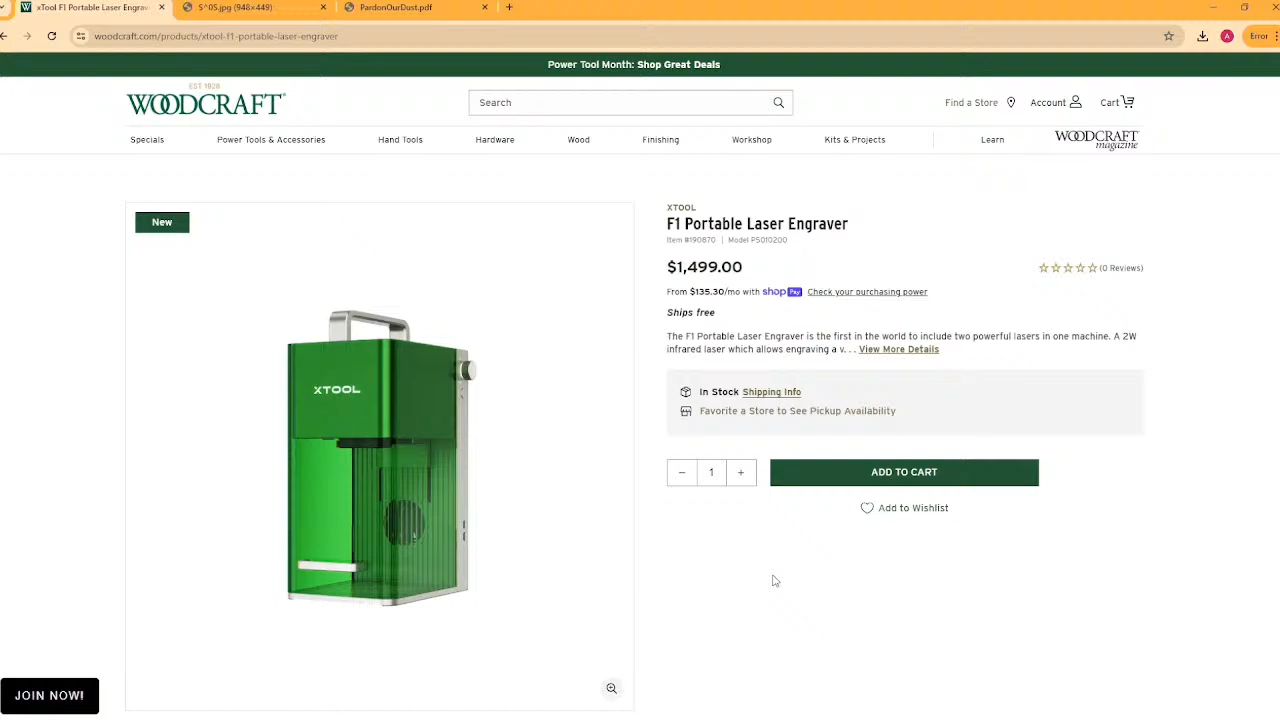 xTool F1 Portable Laser Engrav
S^05.jpg (948×449)
PardonOurDust.pdf
woodcraft.com/products/xtool-f1-portable-laser-engraver
A
Error
Power Tool Month: Shop Great Deals
EST 1928
WOODCRAFT
Search
Find a Store
Account
Cart
Specials
Power Tools & Accessories
Hand Tools
Hardware
Wood
Finishing
Workshop
Kits & Projects
Learn
WOODCRAFT
magazine
New
XTOOL
XTOOL
F1 Portable Laser Engraver
Item #190870 | Model P5010200
$1,499.00
(0 Reviews)
From $135.30/mo with shop Pay Check your purchasing power
Ships free
The F1 Portable Laser Engraver is the first in the world to include two powerful lasers in one machine. A 2W
infrared laser which allows engraving a v. . . View More Details
In Stock Shipping Info
Favorite a Store to See Pickup Availability
− 1 +
ADD TO CART
Add to Wishlist
JOIN NOW!